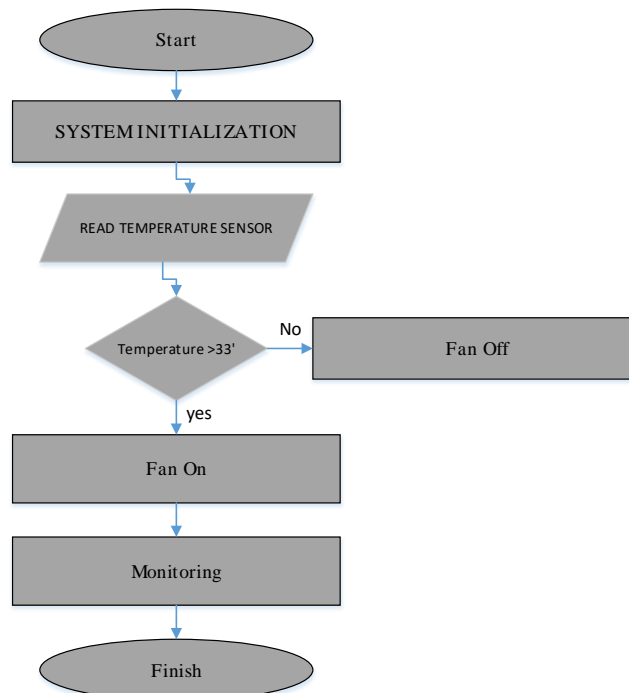 Start
SYSTEM INITIALIZATION
READ TEMPERATURE SENSOR
Temperature >33'
No
Fan Off
yes
Fan On
Monitoring
Finish